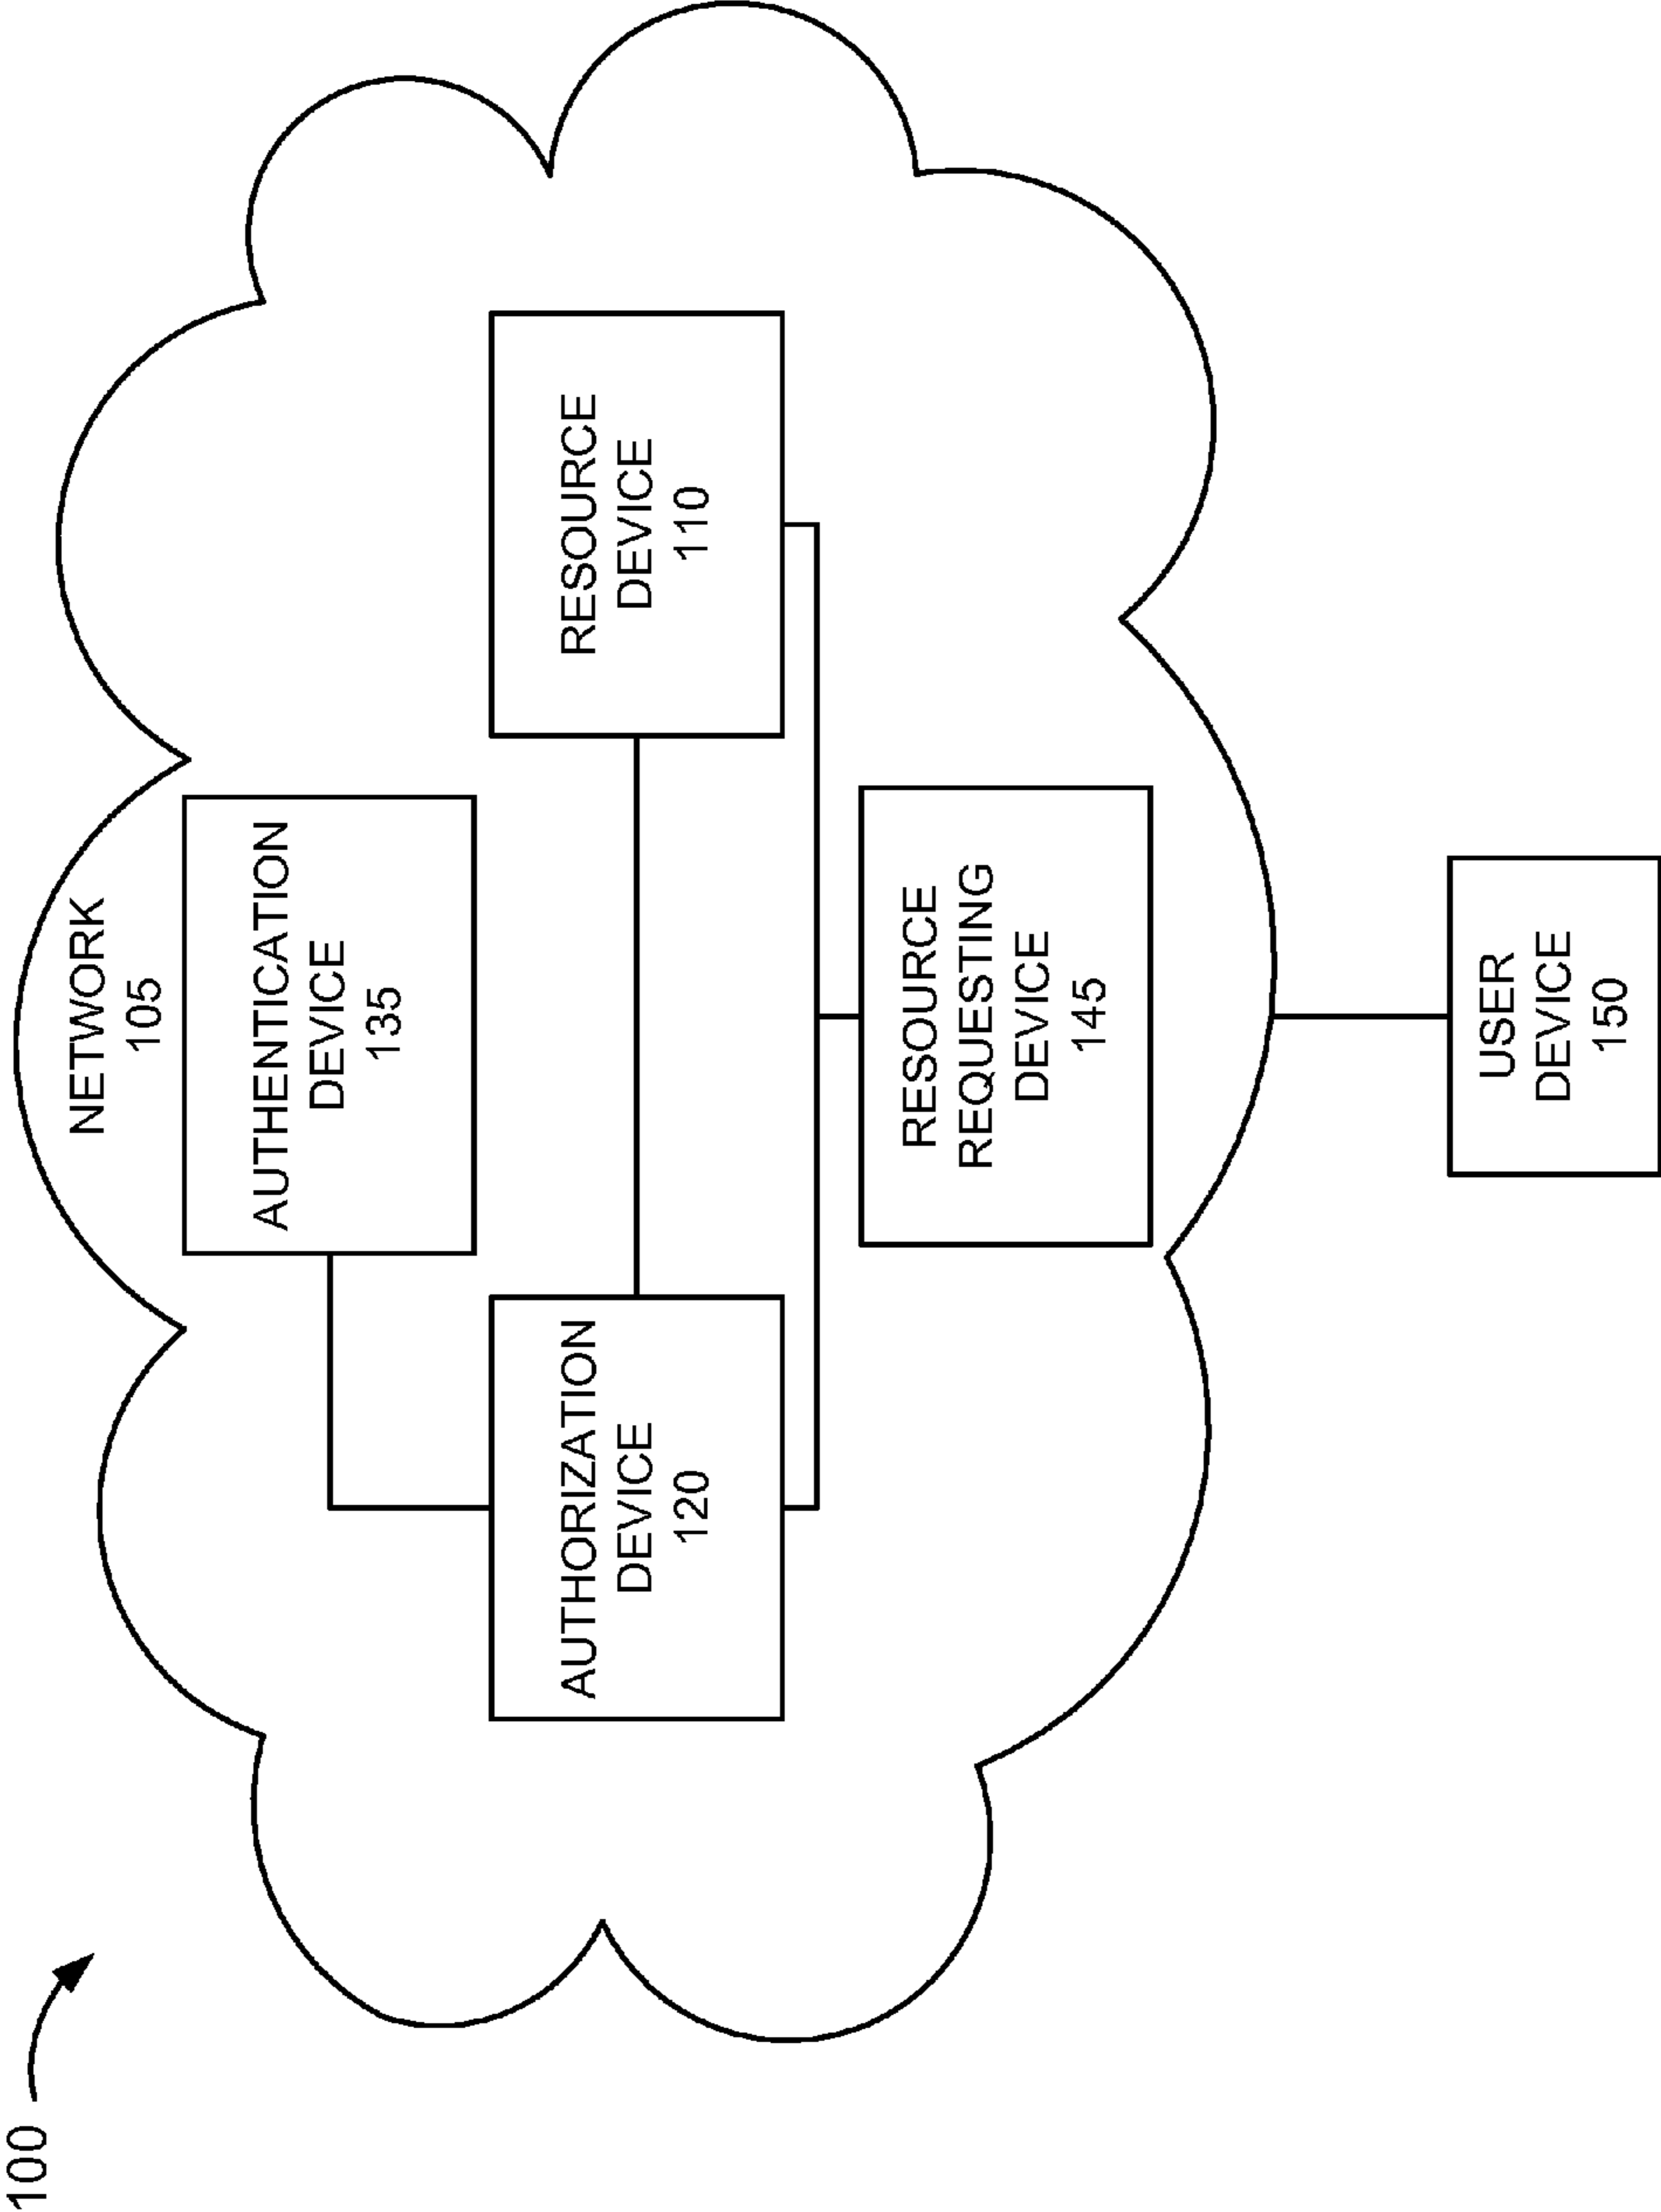 100
NETWORK
105
AUTHENTICATION
DEVICE
135
AUTHORIZATION
DEVICE
120
RESOURCE
DEVICE
110
RESOURCE
REQUESTING
DEVICE
145
USER
DEVICE
150